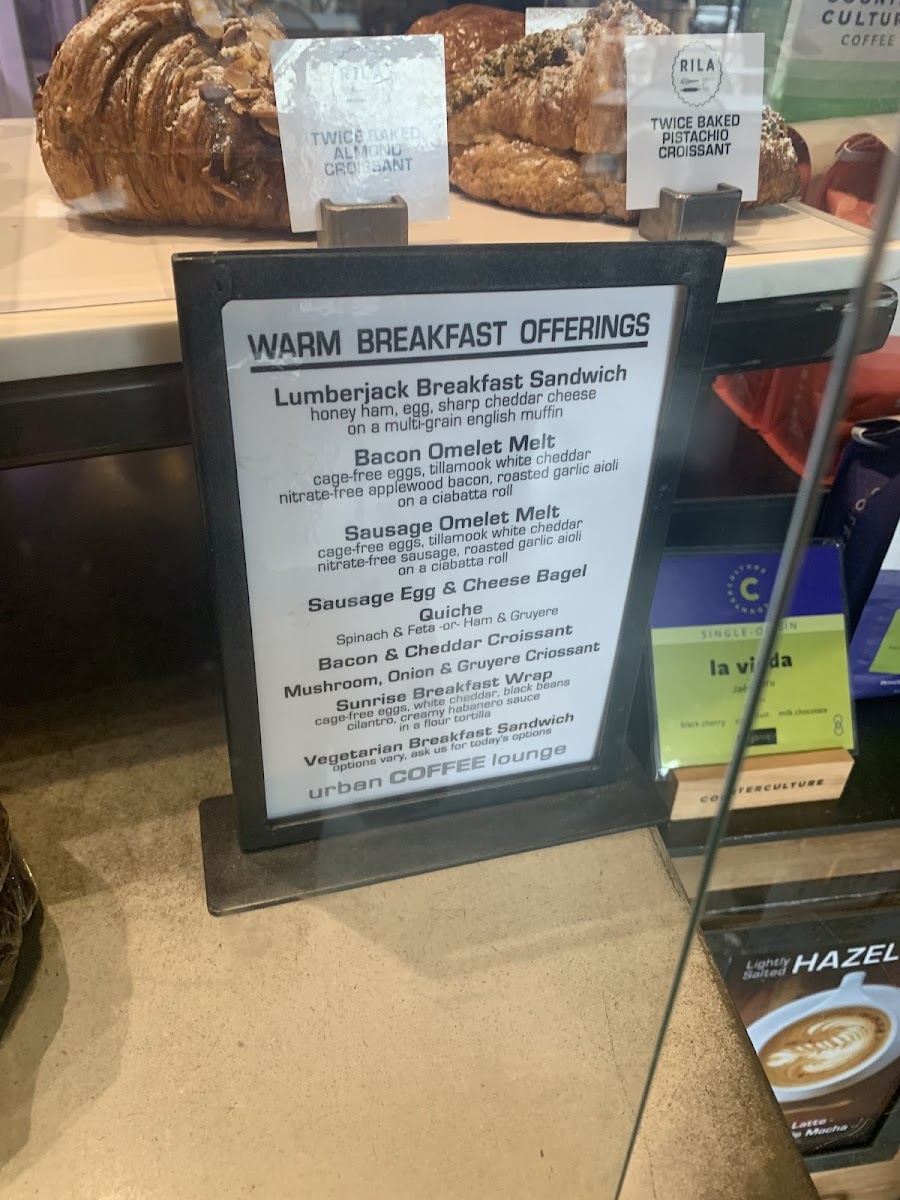 COUNTER
CULTURE
COFFEE
RILA
TWICE BAKED
ALMOND
CROISSANT
RILA
TWICE BAKED
PISTACHIO
CROISSANT
WARM BREAKFAST OFFERINGS
Lumberjack Breakfast Sandwich
honey ham, egg, sharp cheddar cheese
on a multi-grain english muffin
Bacon Omelet Melt
cage-free eggs, tillamook white cheddar
nitrate-free applewood bacon, roasted garlic aioli
on a ciabatta roll
Sausage Omelet Melt
cage-free eggs, tillamook white cheddar
nitrate-free sausage, roasted garlic aioli
on a ciabatta roll
Sausage Egg & Cheese Bagel
Quiche
Spinach & Feta -or- Ham & Gruyere
Bacon & Cheddar Croissant
Mushroom, Onion & Gruyere Criossant
Sunrise Breakfast Wrap
cage-free eggs, white cheddar, black beans
cilantro, creamy habanero sauce
in a flour tortilla
Vegetarian Breakfast Sandwich
options vary, ask us for today's options
urban COFFEE lounge
COUNTER CULTURE
C
SINGLE-ORIGIN
la
black cherry milk chocolate
COUNTERCULTURE
Lightly
Salted HAZEL
Latte -
Mocha -